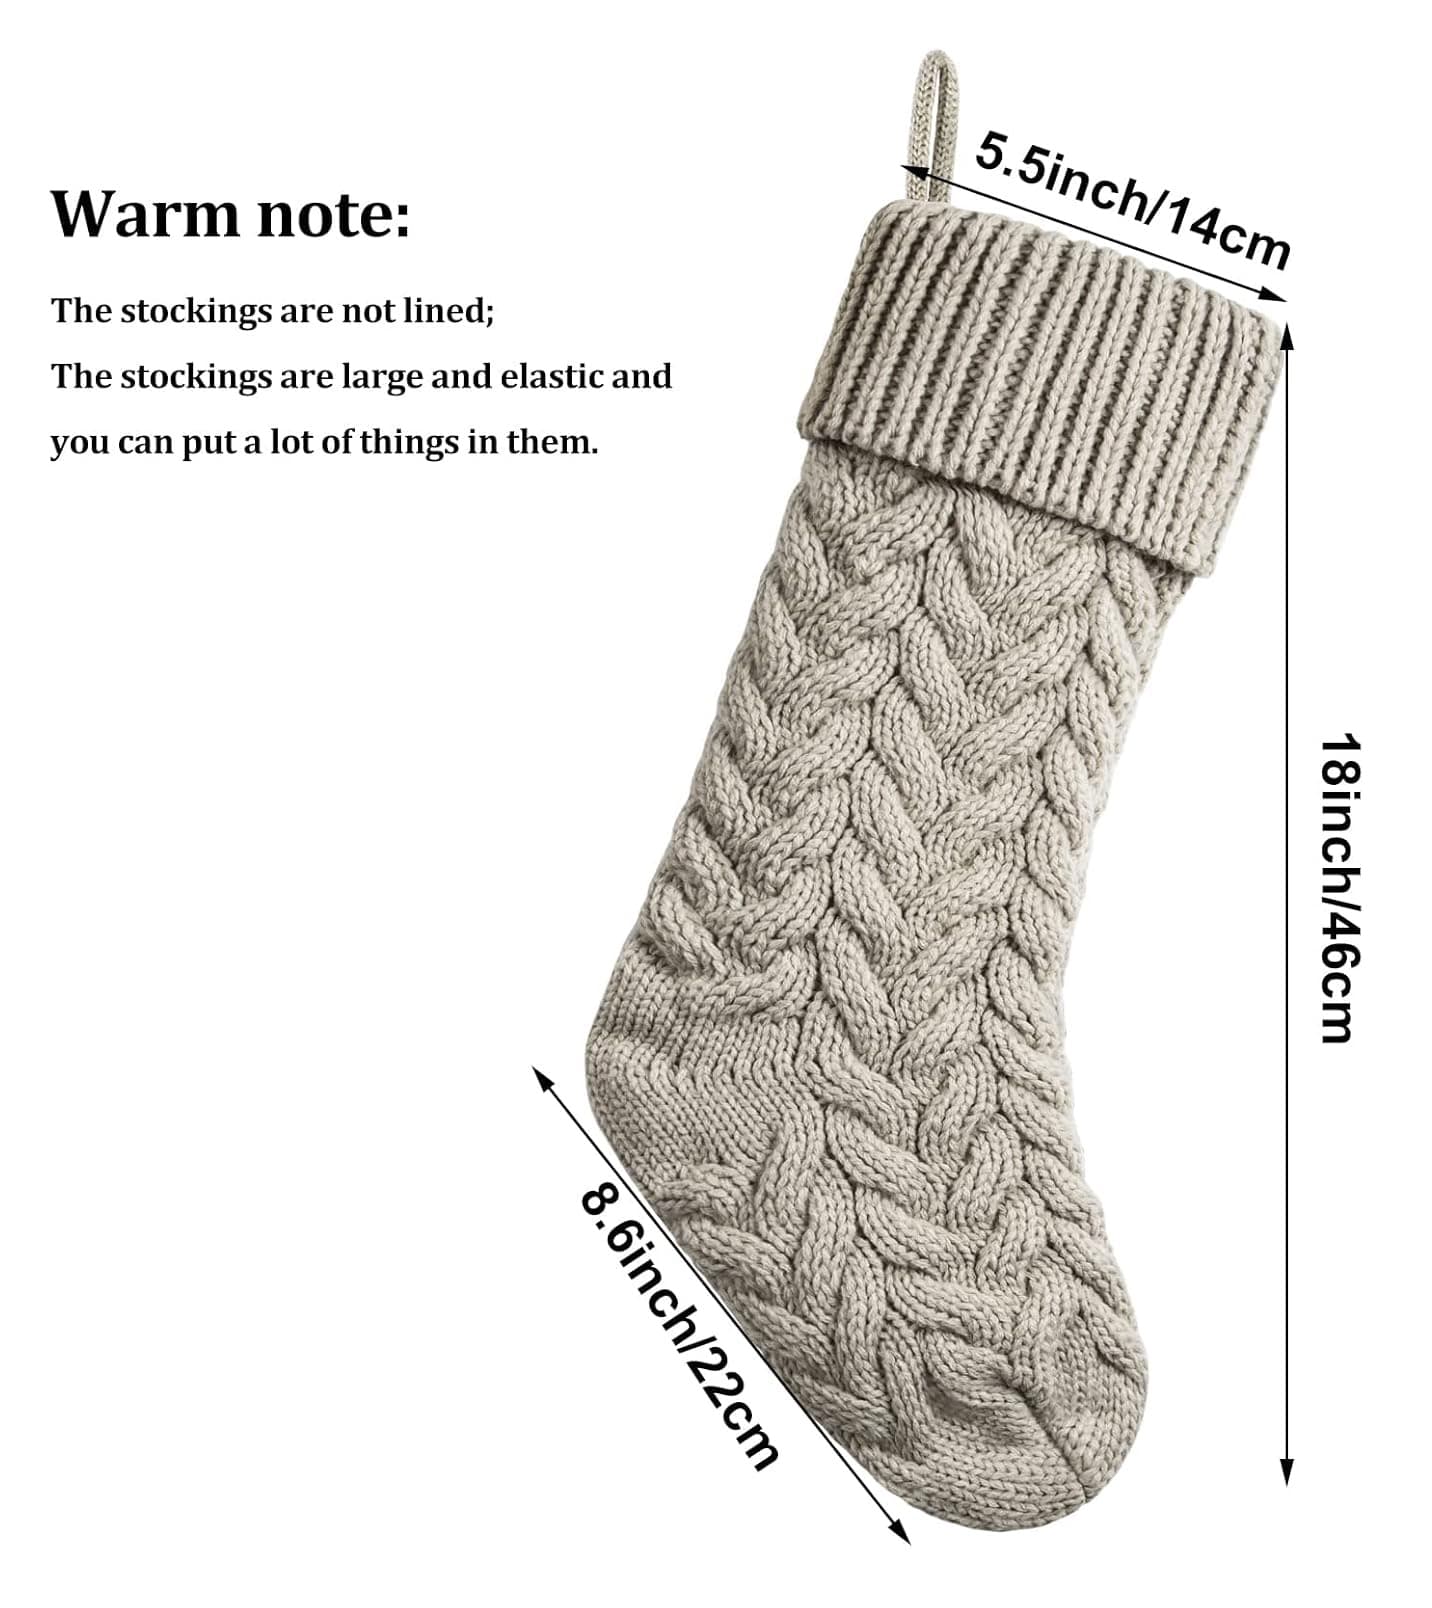 Warm note:
The stockings are not lined;
The stockings are large and elastic and
you can put a lot of things in them.
5.5inch/14cm
18inch/46cm
8.6inch/22cm